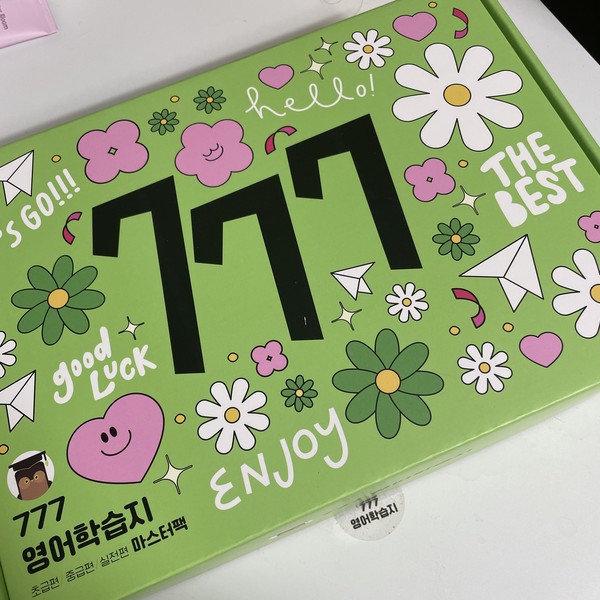 hello!
THE
BEST
777
'S GO!!!
good
LUCK
ENJOY
777
영어학습지
초급편 / 중급편 / 실전편 마스터팩
777
영어학습지